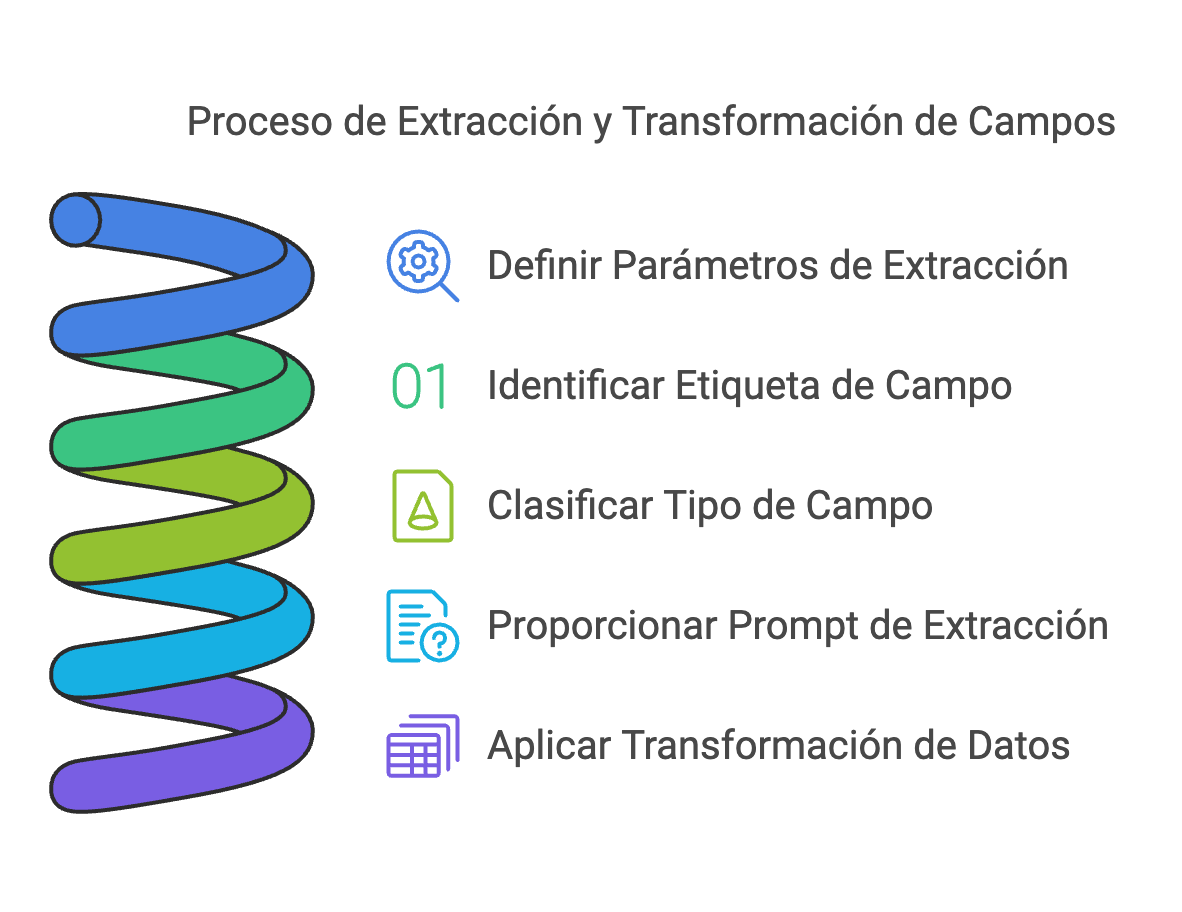 Proceso de Extracción y Transformación de Campos
Definir Parámetros de Extracción
01
Identificar Etiqueta de Campo
Clasificar Tipo de Campo
?
Proporcionar Prompt de Extracción
Aplicar Transformación de Datos